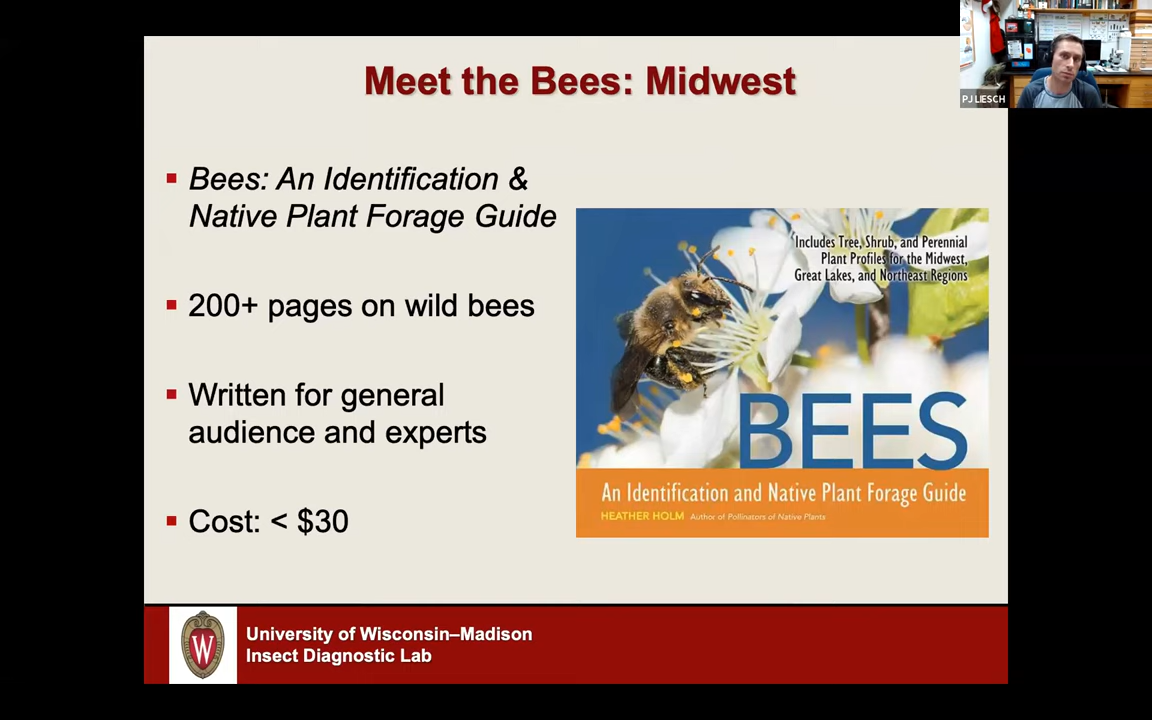 Meet the Bees: Midwest
PJ LIESCH
▪ Bees: An Identification &
Native Plant Forage Guide
▪ 200+ pages on wild bees
▪ Written for general
audience and experts
▪ Cost: < $30
Includes Tree, Shrub, and Perennial
Plant Profiles for the Midwest,
Great Lakes, and Northeast Regions
BEES
An Identification and Native Plant Forage Guide
HEATHER HOLM Author of Pollinators of Native Plants
W
University of Wisconsin–Madison
Insect Diagnostic Lab